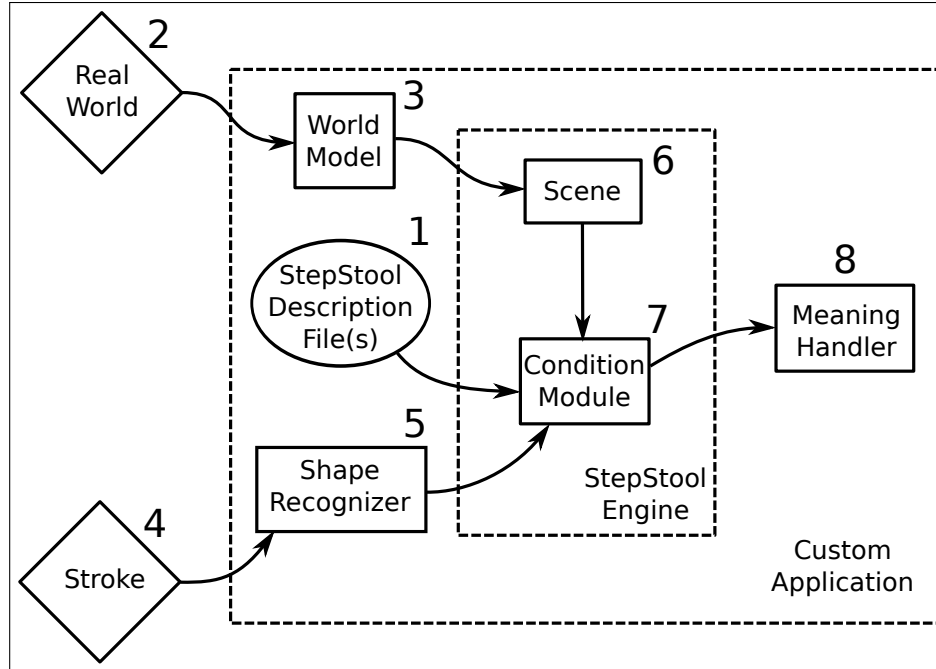 2
Real
World
3
World
Model
6
Scene
1
StepStool
Description
File(s)
8
Meaning
Handler
7
Condition
Module
5
Shape
Recognizer
StepStool
Engine
4
Stroke
Custom
Application